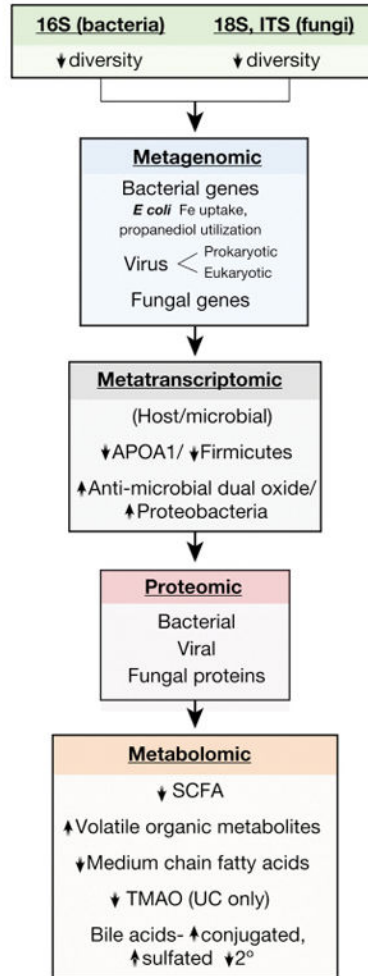 16S (bacteria) 18S, ITS (fungi)
↓diversity ↓diversity
Metagenomic
Bacterial genes
E coli Fe uptake,
propanediol utilization
Virus < Prokaryotic
Eukaryotic
Fungal genes
Metatranscriptomic
(Host/microbial)
↓APOA1/ ↓Firmicutes
↑Anti-microbial dual oxide/
↑Proteobacteria
Proteomic
Bacterial
Viral
Fungal proteins
Metabolomic
↓ SCFA
↑Volatile organic metabolites
↓Medium chain fatty acids
↓ TMAO (UC only)
Bile acids- ↑conjugated,
↑sulfated ↓2º